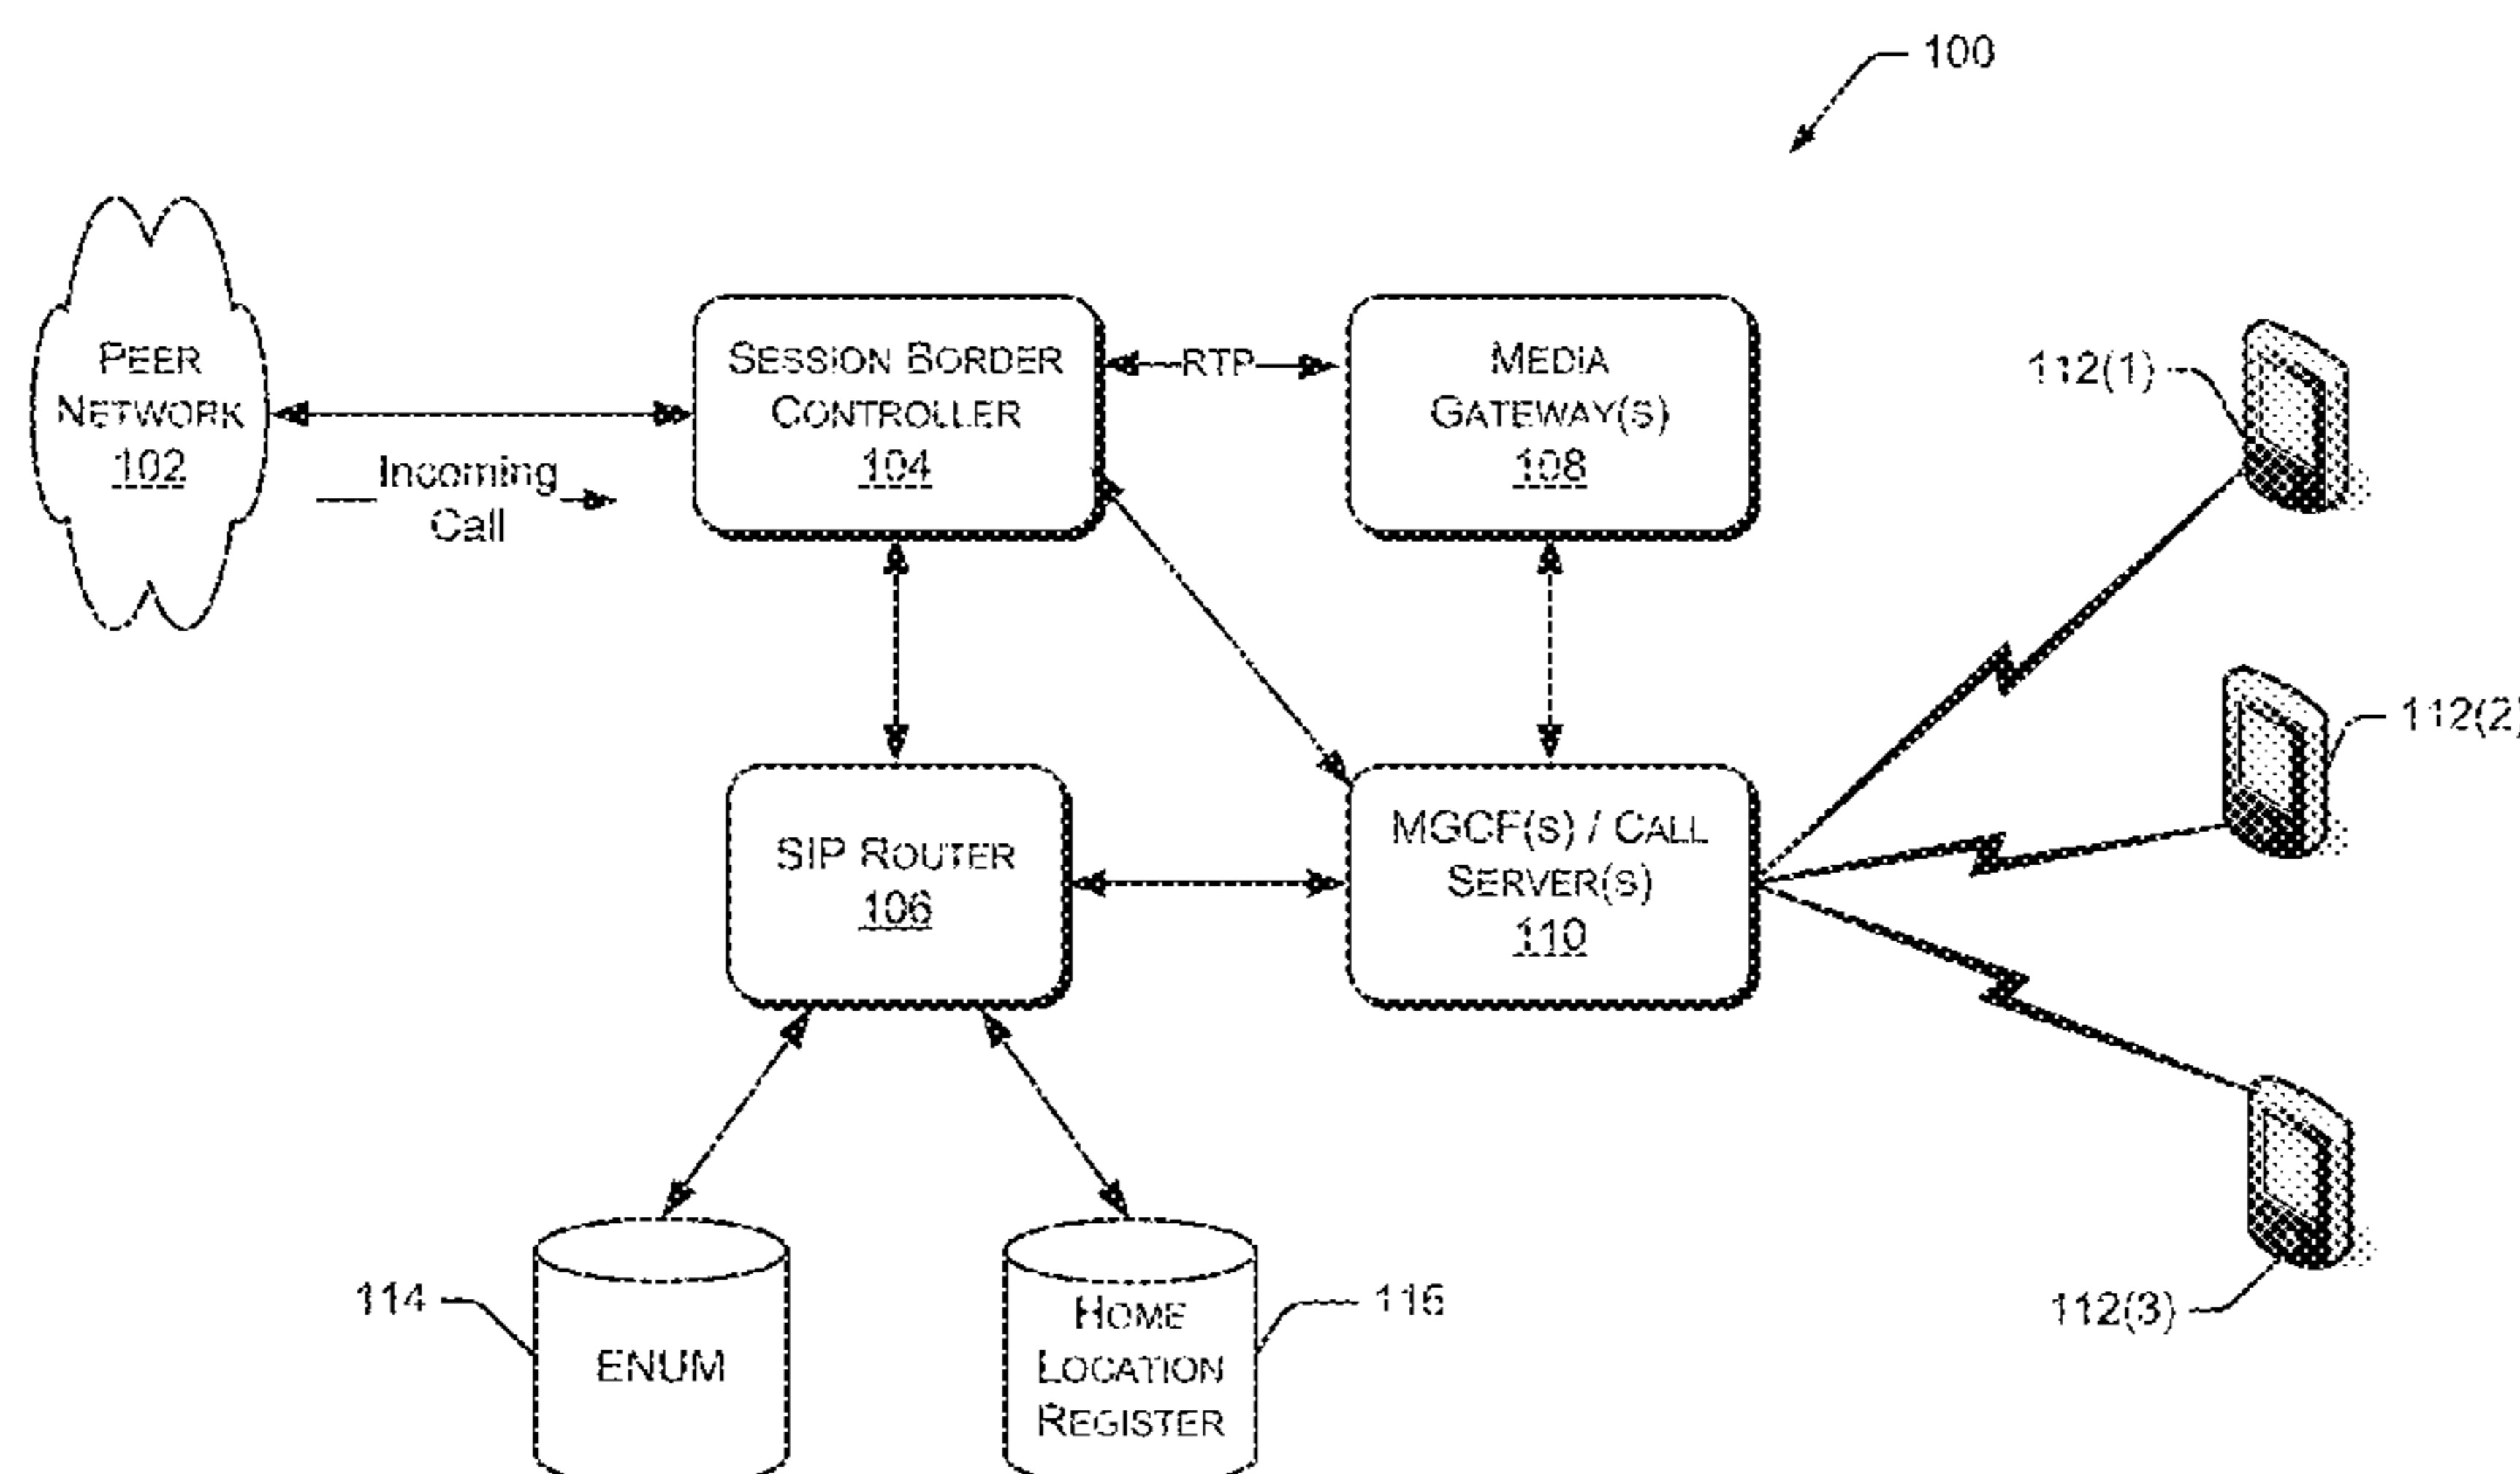 100
PEER
NETWORK
102
Incoming
Call
SESSION BORDER
CONTROLLER
104
RTP
MEDIA
GATEWAY(S)
108
112(1)
112(2)
SIP ROUTER
106
MGCF(S) / CALL
SERVER(S)
110
112(3)
114
ENUM
HOME
LOCATION
REGISTER
116